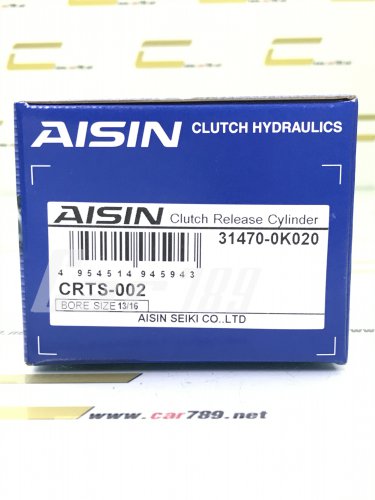 AISIN CLUTCH HYDRAULICS
AISIN Clutch Release Cylinder
31470-0K020
4 954514 945943
CRTS-002
BORE SIZE 13/16
AISIN SEIKI CO.,LTD
www.car789.net